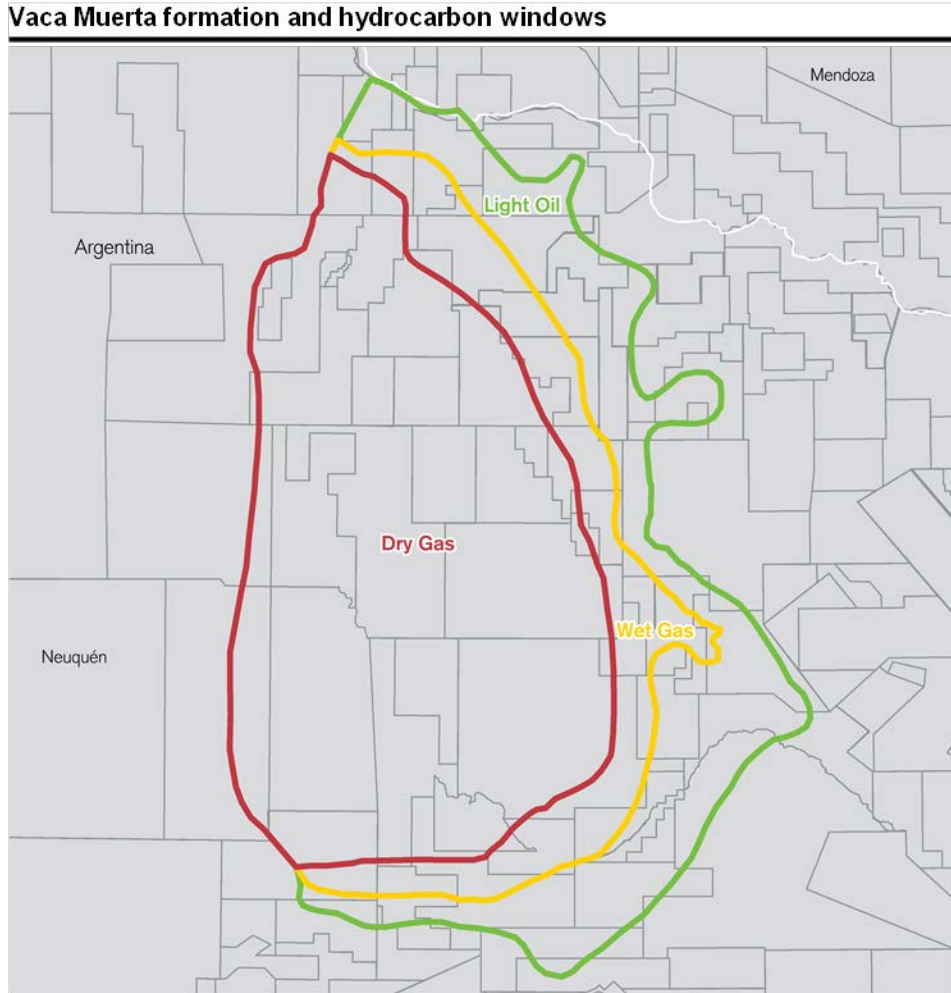 Vaca Muerta formation and hydrocarbon windows
Mendoza
Light Oil
Argentina
Dry Gas
Wet Gas
Neuquén